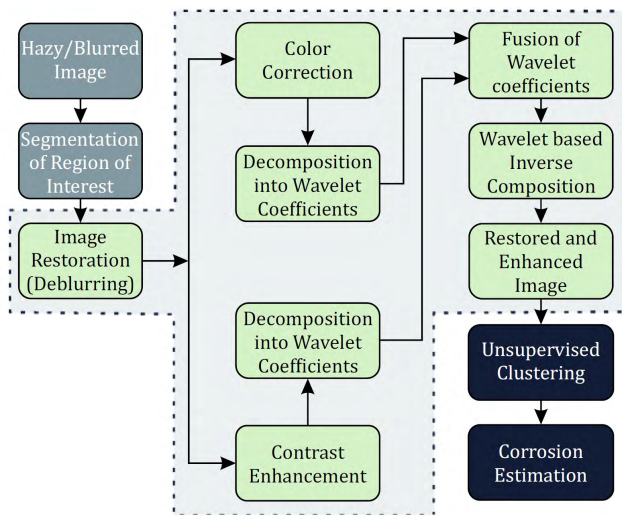 Hazy/Blurred
Image
Segmentation
of Region of
Interest
Image
Restoration
(Deblurring)
Color
Correction
Decomposition
into Wavelet
Coefficients
Decomposition
into Wavelet
Coefficients
Contrast
Enhancement
Fusion of
Wavelet
coefficients
Wavelet based
Inverse
Composition
Restored and
Enhanced
Image
Unsupervised
Clustering
Corrosion
Estimation